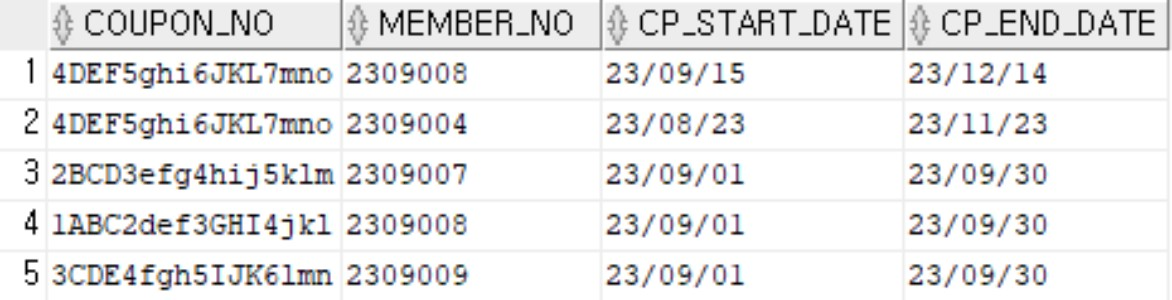 COUPON_NO MEMBER_NO CP_START_DATE CP_END_DATE
1 4DEF5ghi6JKL7mno 2309008 23/09/15 23/12/14
2 4DEF5ghi6JKL7mno 2309004 23/08/23 23/11/23
3 2BCD3efg4hij5klm 2309007 23/09/01 23/09/30
4 1ABC2def3GHI4jkl 2309008 23/09/01 23/09/30
5 3CDE4fgh5IJK6lmn 2309009 23/09/01 23/09/30